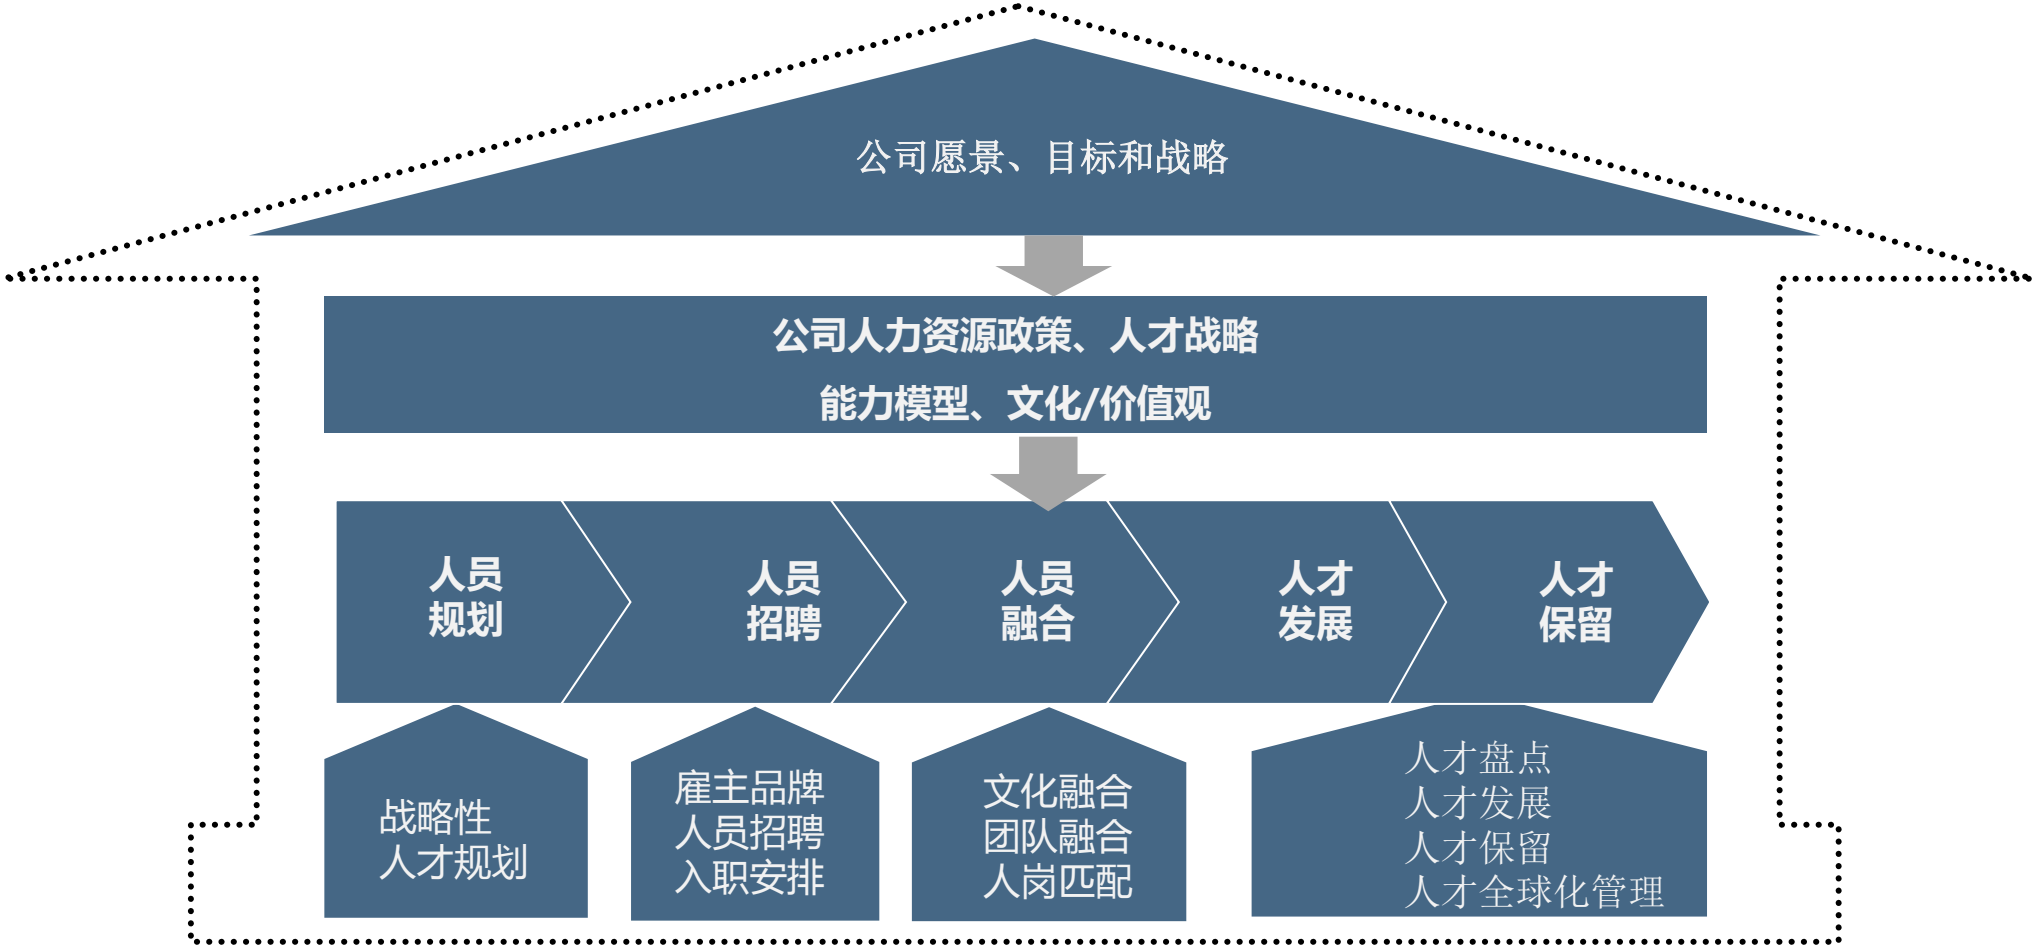 公司愿景、目标和战略
公司人力资源政策、人才战略
能力模型、文化/价值观
人员
规划
人员
招聘
人员
融合
人才
发展
人才
保留
战略性
人才规划
雇主品牌
人员招聘
入职安排
文化融合
团队融合
人岗匹配
人才盘点
人才发展
人才保留
人才全球化管理